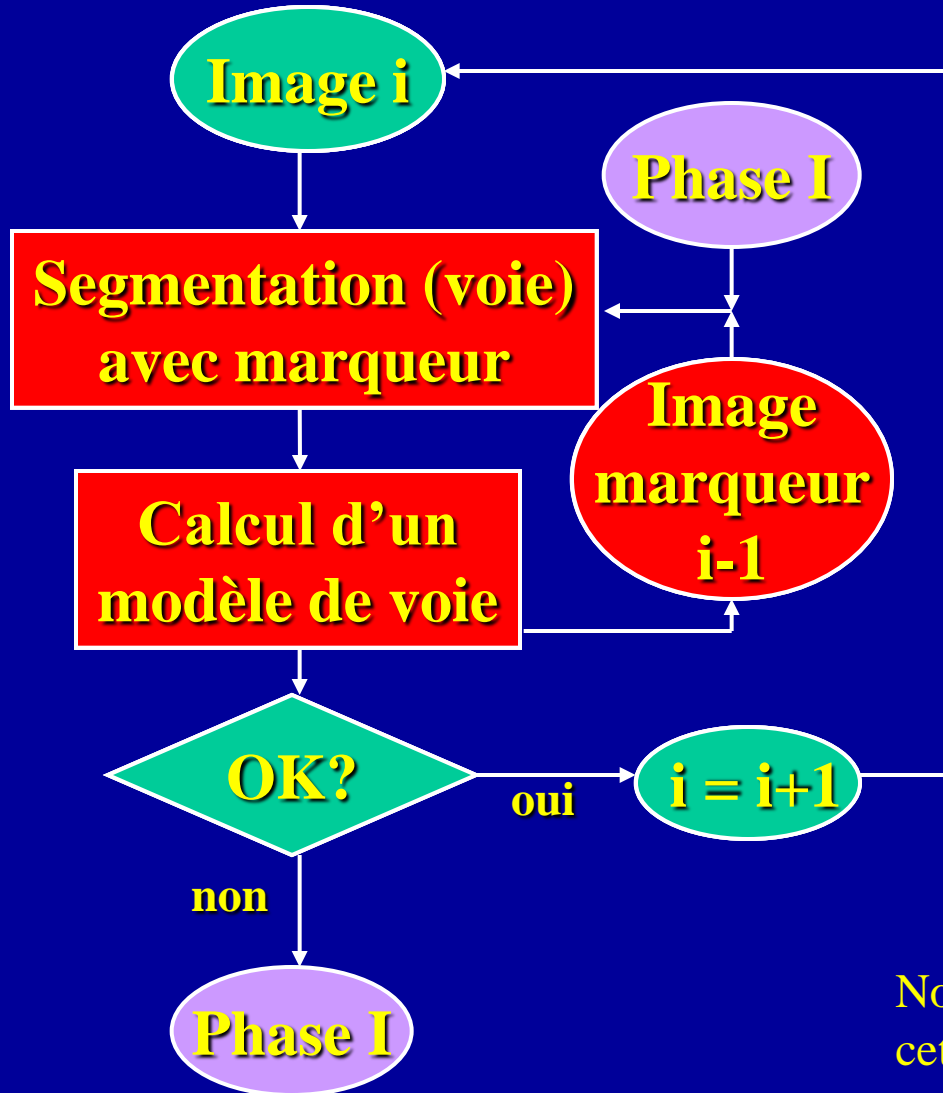 Image i
Phase I
Segmentation (voie)
avec marqueur
Image
marqueur
i-1
Calcul d’un
modèle de voie
OK?
oui
i = i+1
non
Phase I